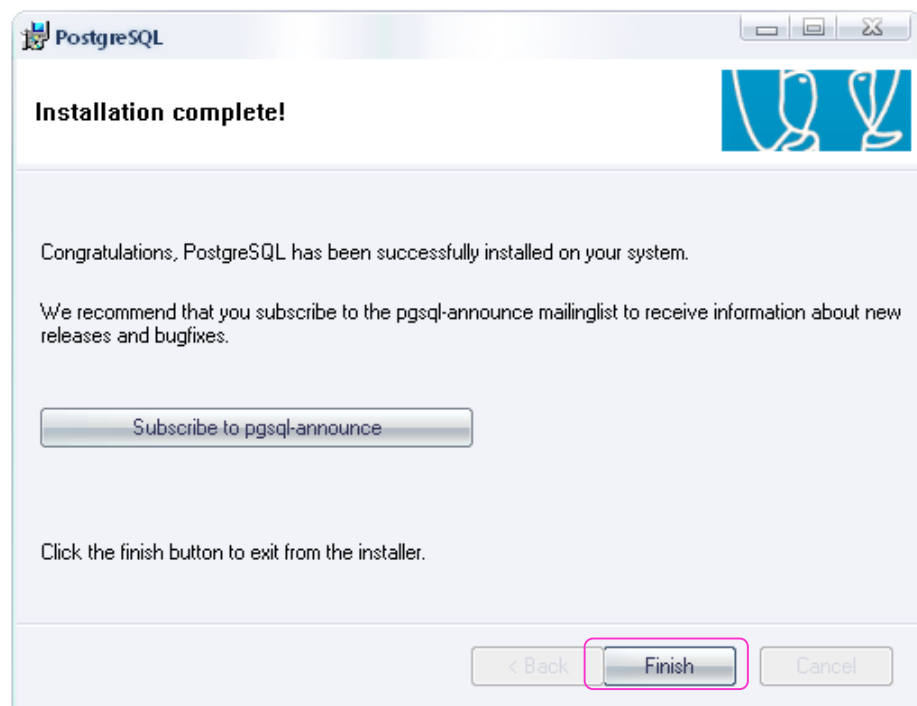 PostgreSQL
Installation complete!
Congratulations, PostgreSQL has been successfully installed on your system.
We recommend that you subscribe to the pgsql-announce mailinglist to receive information about new
releases and bugfixes.
Subscribe to pgsql-announce
Click the finish button to exit from the installer.
< Back Finish Cancel